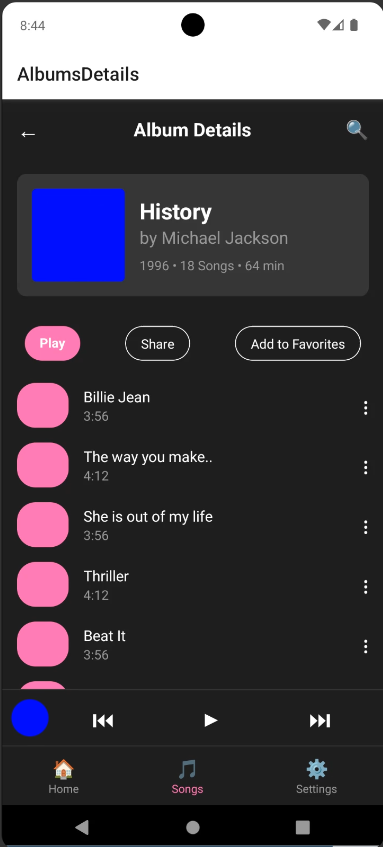 8:44
AlbumsDetails
← Album Details 🔍
History
by Michael Jackson
1996 • 18 Songs • 64 min
Play Share Add to Favorites
Billie Jean
3:56
The way you make..
4:12
She is out of my life
3:56
Thriller
4:12
Beat It
3:56
Home Songs Settings